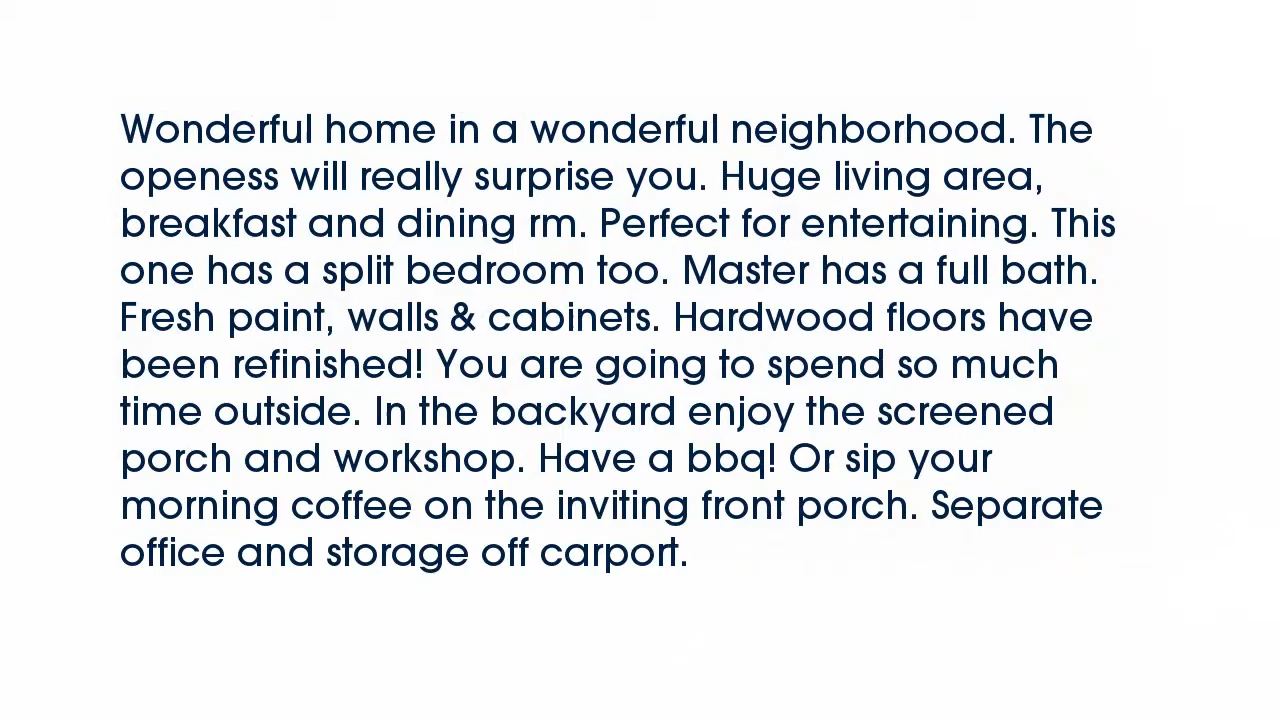 Wonderful home in a wonderful neighborhood. The
openess will really surprise you. Huge living area,
breakfast and dining rm. Perfect for entertaining. This
one has a split bedroom too. Master has a full bath.
Fresh paint, walls & cabinets. Hardwood floors have
been refinished! You are going to spend so much
time outside. In the backyard enjoy the screened
porch and workshop. Have a bbq! Or sip your
morning coffee on the inviting front porch. Separate
office and storage off carport.